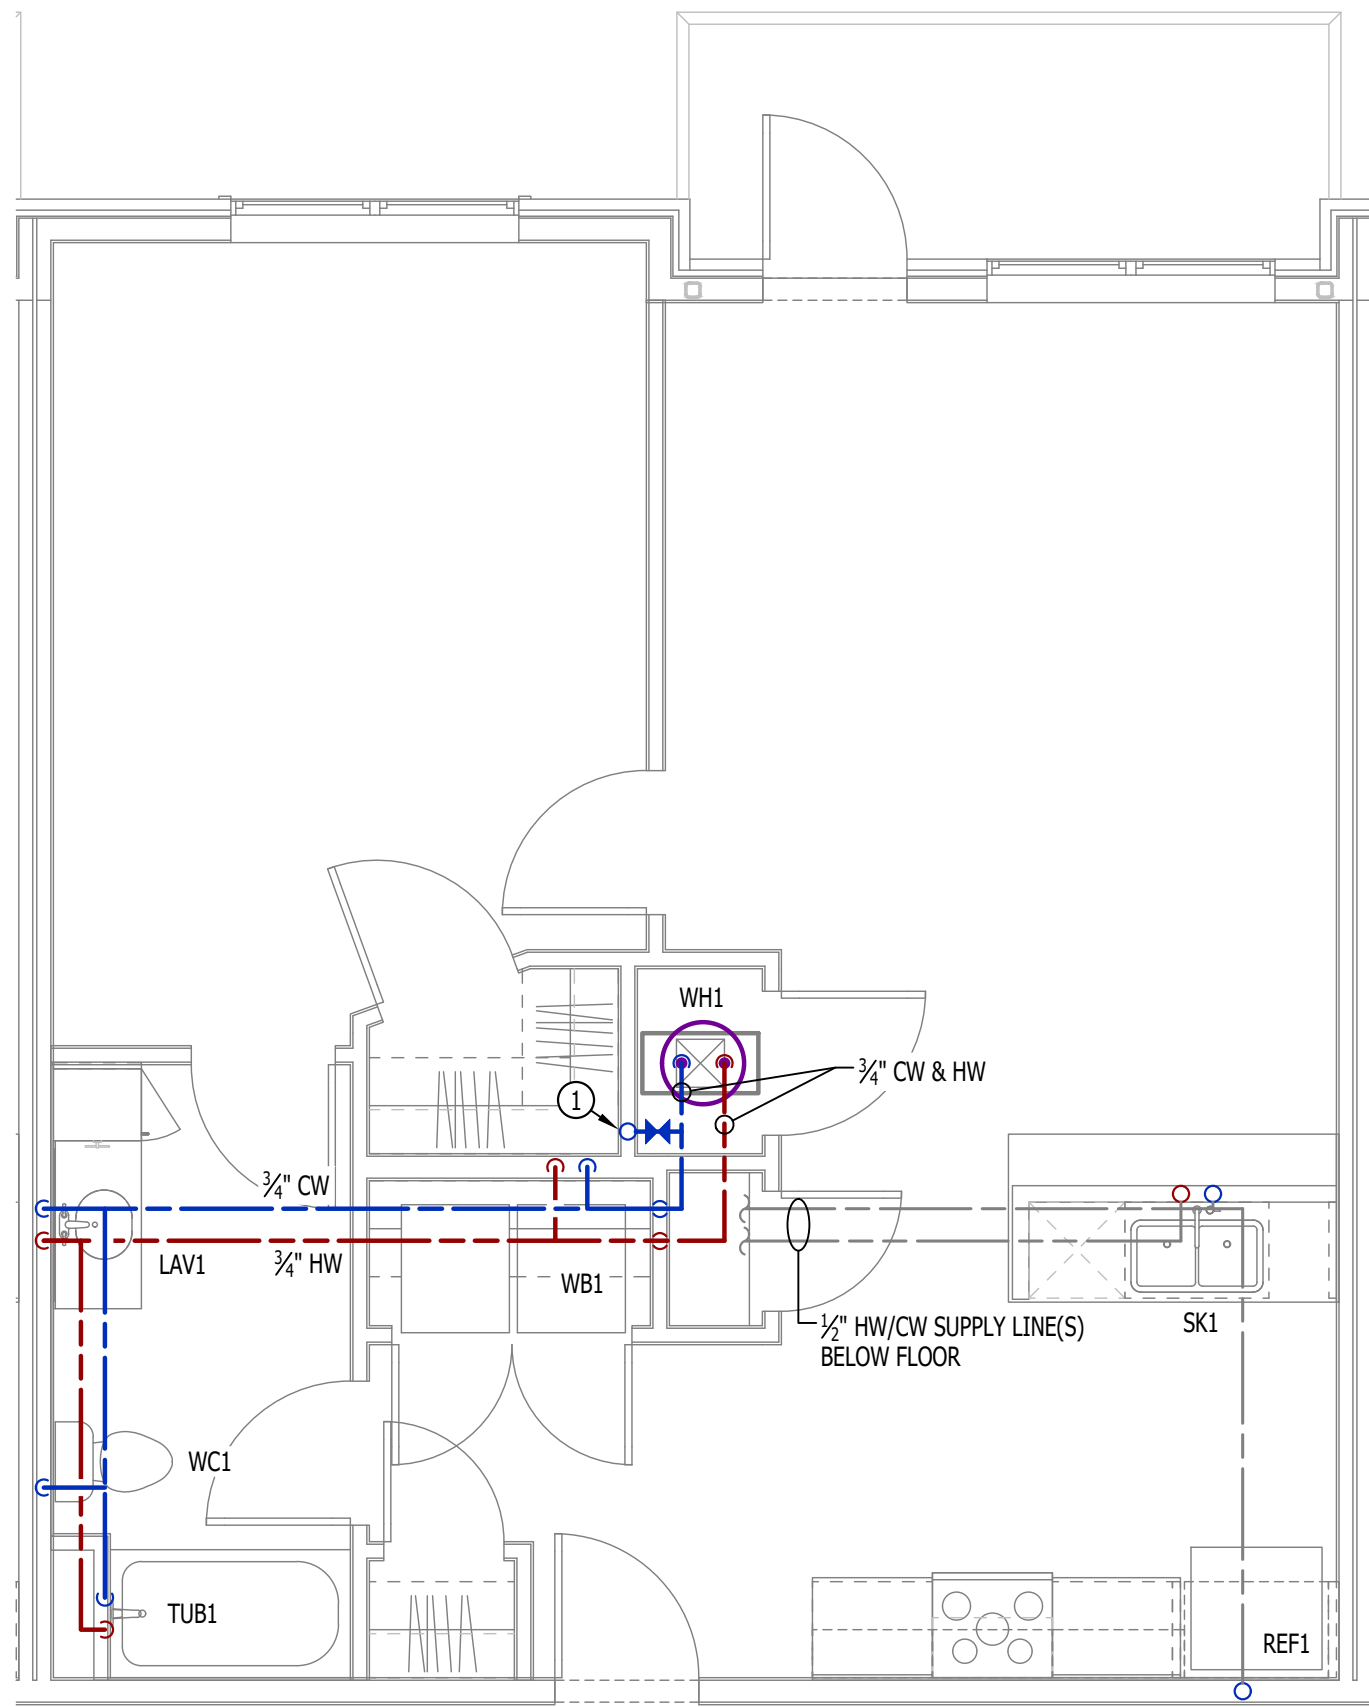 WH1
¾" CW & HW
1
¾" CW
LAV1
¾" HW
WB1
½" HW/CW SUPPLY LINE(S)
BELOW FLOOR
SK1
WC1
TUB1
REF1